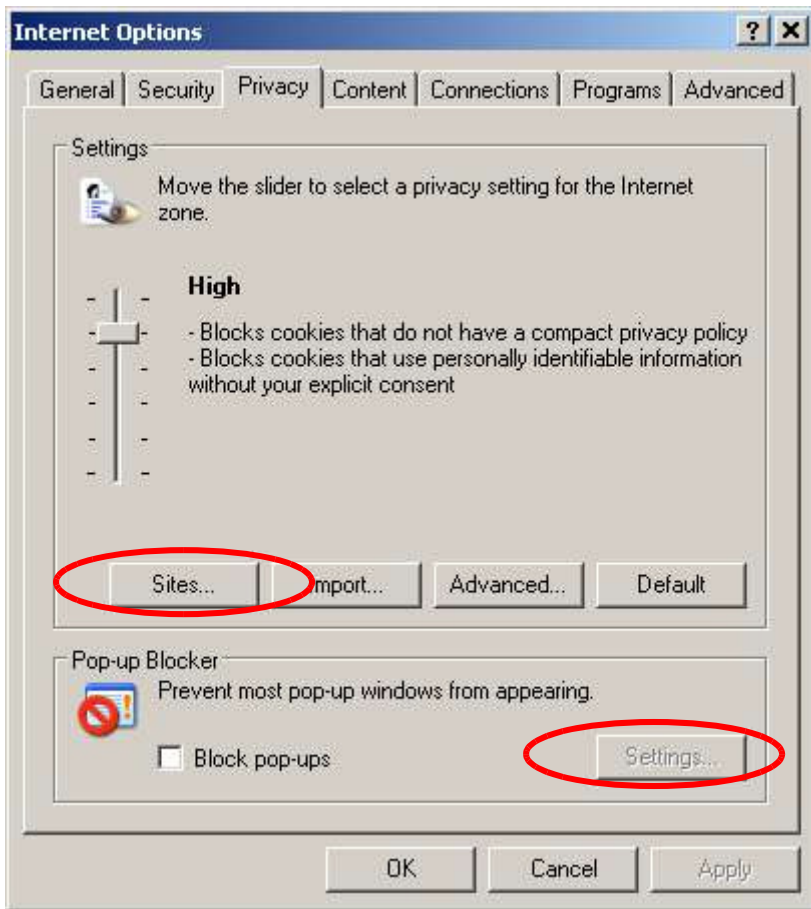 Internet Options
General Security Privacy Content Connections Programs Advanced
Settings
Move the slider to select a privacy setting for the Internet
zone.
High
- Blocks cookies that do not have a compact privacy policy
- Blocks cookies that use personally identifiable information
without your explicit consent
Sites... Import... Advanced... Default
Pop-up Blocker
Prevent most pop-up windows from appearing.
Block pop-ups Settings...
OK Cancel Apply